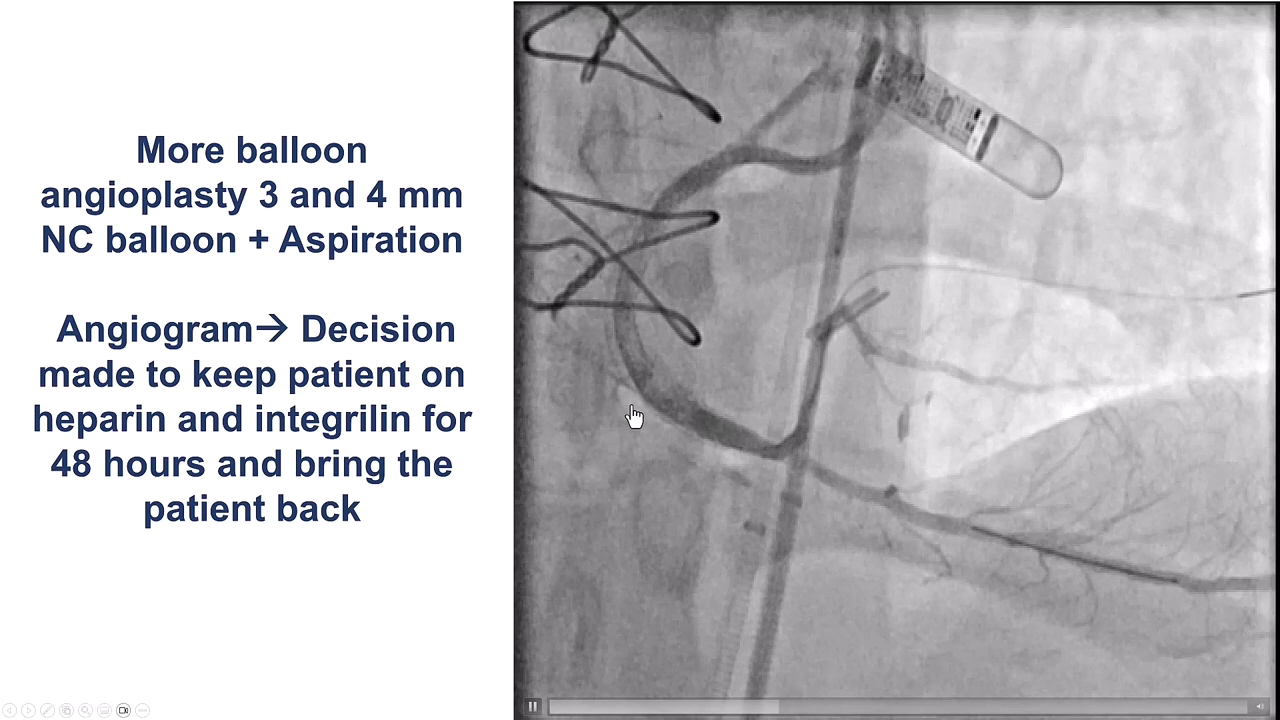 More balloon
angioplasty 3 and 4 mm
NC balloon + Aspiration
Angiogram→ Decision
made to keep patient on
heparin and integrilin for
48 hours and bring the
patient back